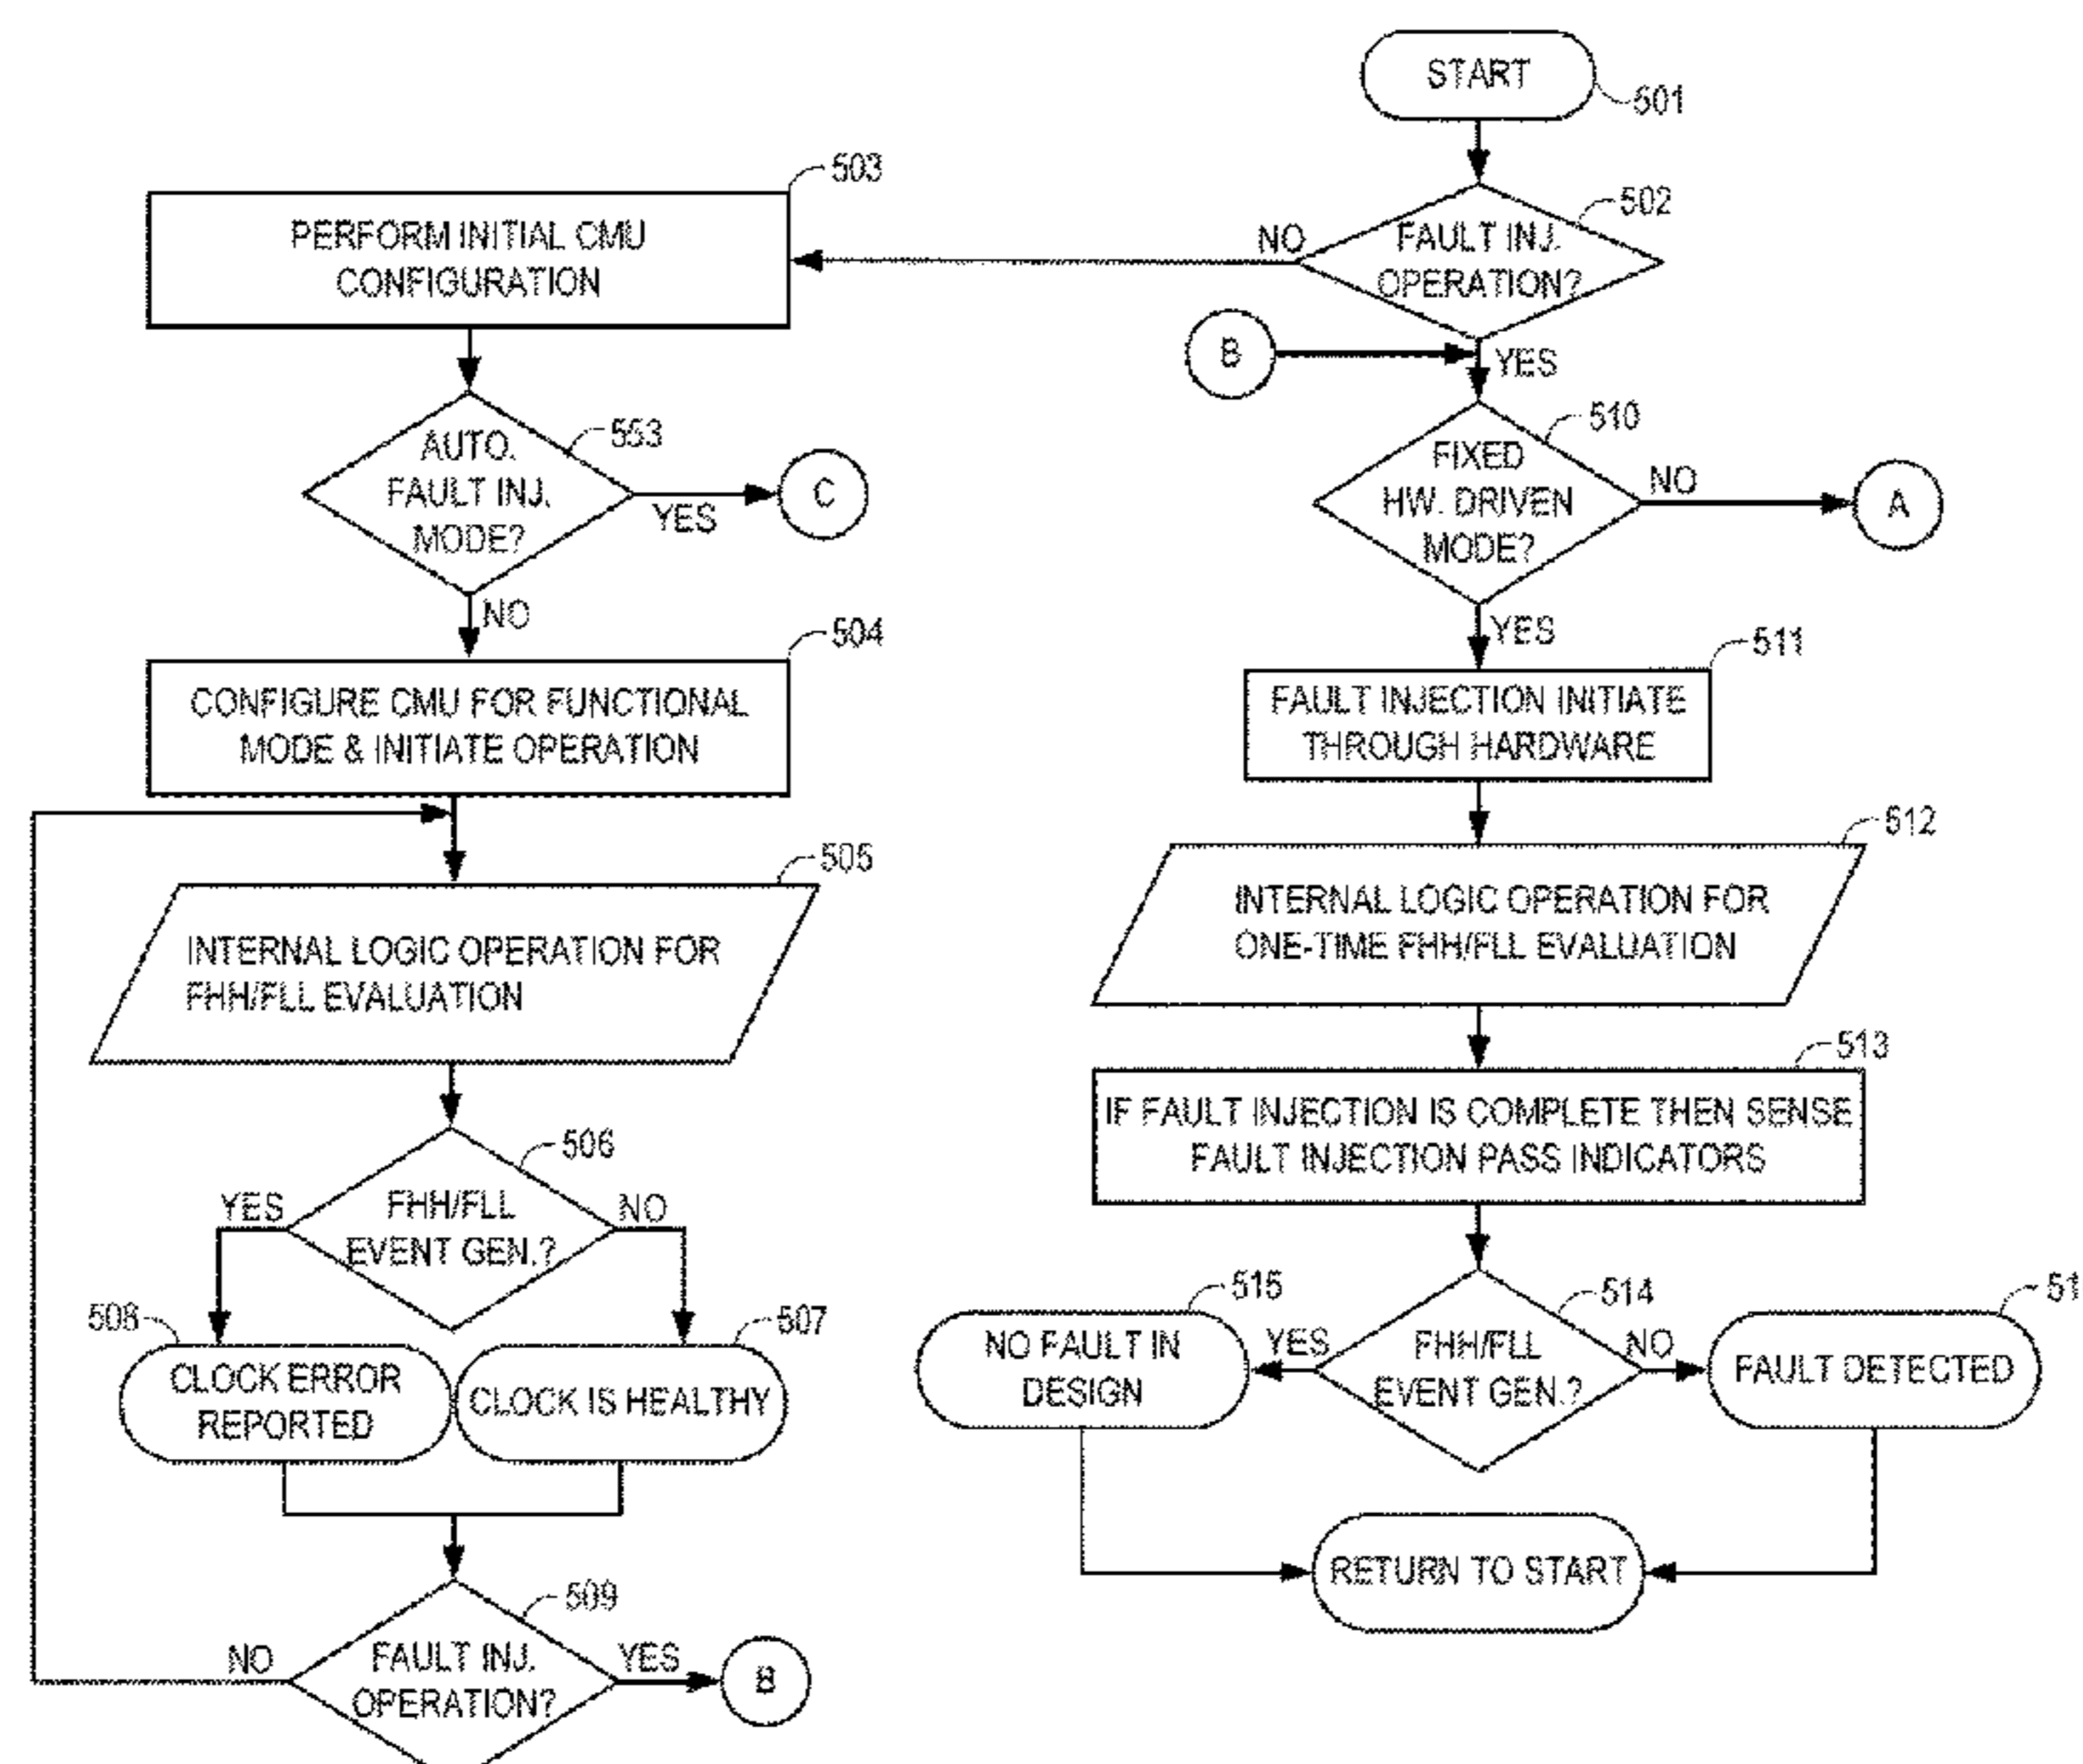 START
501
502
FAULT INJ.
OPERATION?
NO
YES
B
503
PERFORM INITIAL CMU
CONFIGURATION
553
AUTO.
FAULT INJ.
MODE?
YES
C
NO
504
CONFIGURE CMU FOR FUNCTIONAL
MODE & INITIATE OPERATION
505
INTERNAL LOGIC OPERATION FOR
FHH/FLL EVALUATION
506
FHH/FLL
EVENT GEN.?
YES
NO
508
CLOCK ERROR
REPORTED
507
CLOCK IS HEALTHY
509
FAULT INJ.
OPERATION?
NO
YES
B
510
FIXED
HW. DRIVEN
MODE?
NO
A
YES
511
FAULT INJECTION INITIATE
THROUGH HARDWARE
512
INTERNAL LOGIC OPERATION FOR
ONE-TIME FHH/FLL EVALUATION
513
IF FAULT INJECTION IS COMPLETE THEN SENSE
FAULT INJECTION PASS INDICATORS
514
FHH/FLL
EVENT GEN.?
YES
NO
515
NO FAULT IN
DESIGN
51
FAULT DETECTED
RETURN TO START